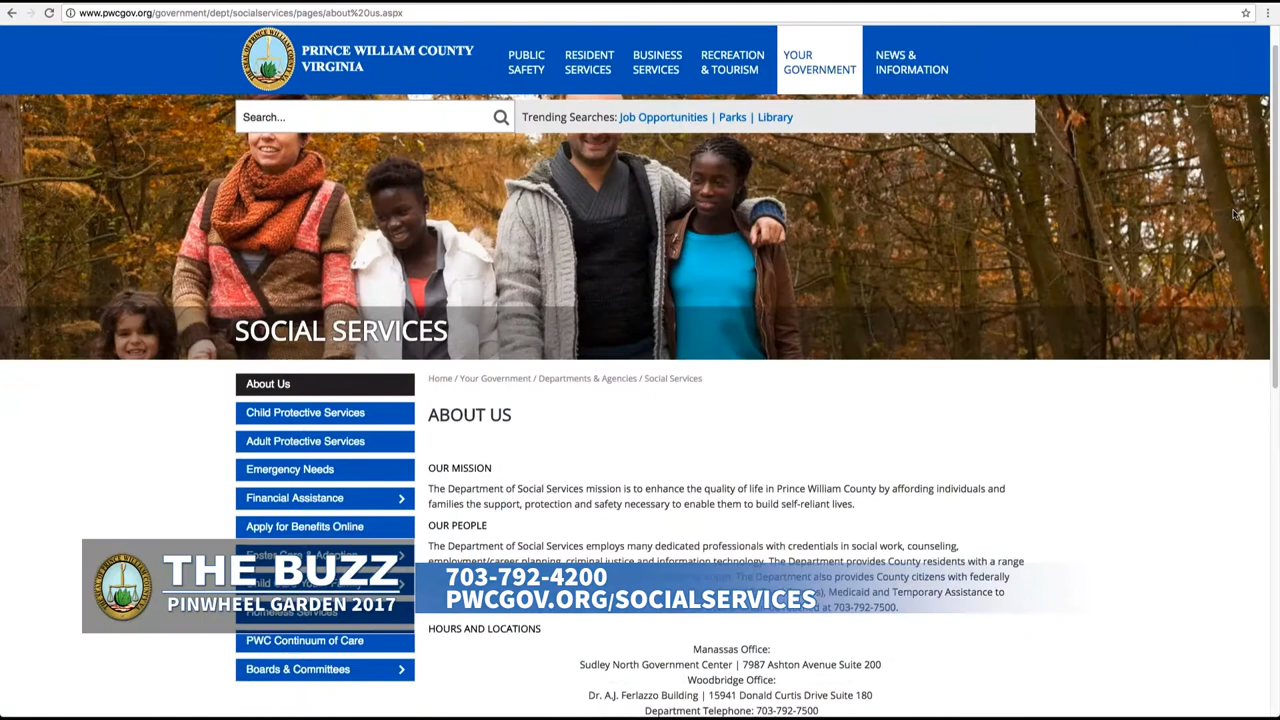 www.pwcgov.org/government/dept/socialservices/pages/about%20us.aspx
PRINCE WILLIAM COUNTY
VIRGINIA
PUBLIC
SAFETY
RESIDENT
SERVICES
BUSINESS
SERVICES
RECREATION
& TOURISM
YOUR
GOVERNMENT
NEWS &
INFORMATION
Search...
Trending Searches: Job Opportunities | Parks | Library
SOCIAL SERVICES
About Us
Child Protective Services
Adult Protective Services
Emergency Needs
Financial Assistance
Apply for Benefits Online
Foster Care & Adoption
Homeless Services
PWC Continuum of Care
Boards & Committees
Home / Your Government / Departments & Agencies / Social Services
ABOUT US
OUR MISSION
The Department of Social Services mission is to enhance the quality of life in Prince William County by affording individuals and
families the support, protection and safety necessary to enable them to build self-reliant lives.
OUR PEOPLE
The Department of Social Services employs many dedicated professionals with credentials in social work, counseling,
employment/career planning, criminal justice and information technology. The Department provides County residents with a range
The Department also provides County citizens with federally
Medicaid and Temporary Assistance to
at 703-792-7500.
HOURS AND LOCATIONS
Manassas Office:
Sudley North Government Center | 7987 Ashton Avenue Suite 200
Woodbridge Office:
Dr. A.J. Ferlazzo Building | 15941 Donald Curtis Drive Suite 180
Department Telephone: 703-792-7500
THE BUZZ
PINWHEEL GARDEN 2017
703-792-4200
PWCGOV.ORG/SOCIALSERVICES